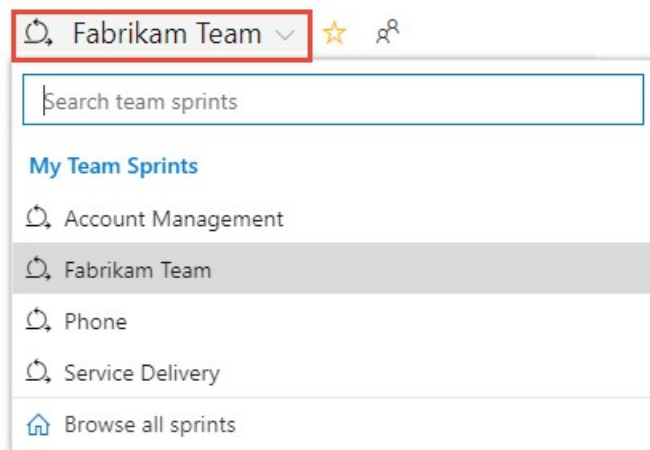 Fabrikam Team
Search team sprints
My Team Sprints
Account Management
Fabrikam Team
Phone
Service Delivery
Browse all sprints